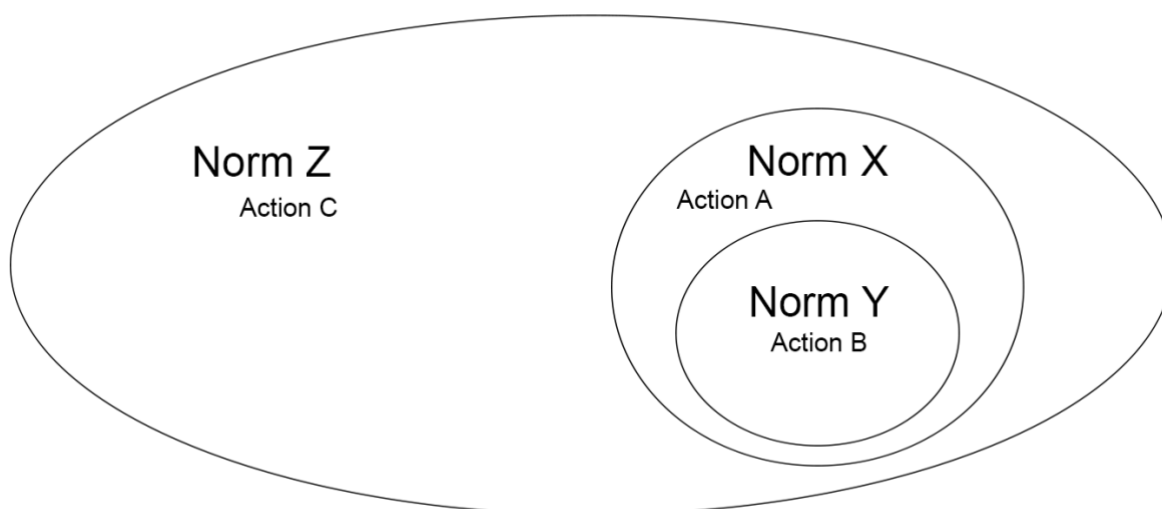 Norm Z
Action C
Norm X
Action A
Norm Y
Action B